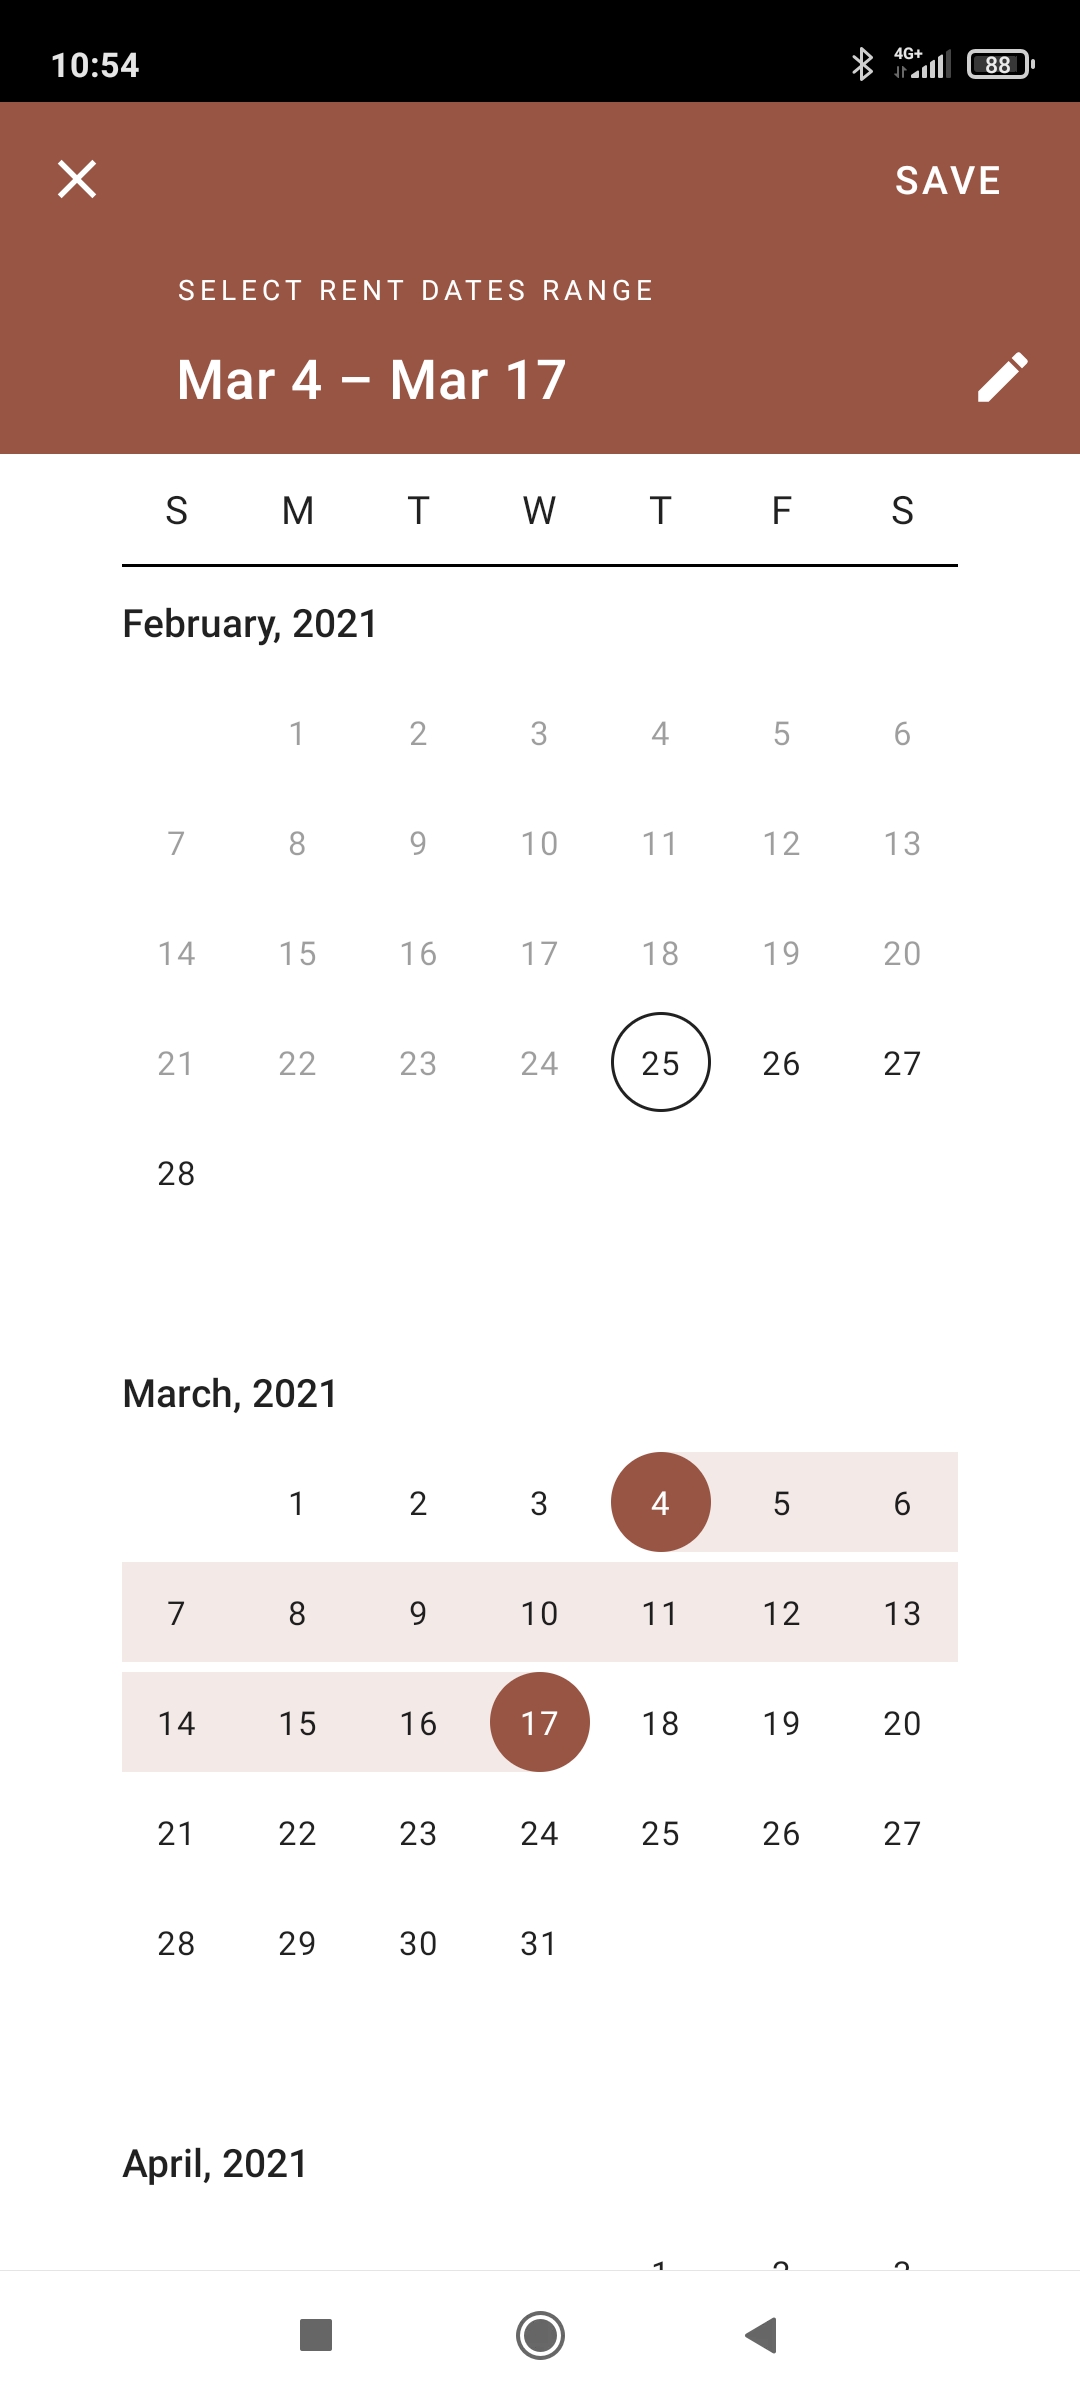 10:54 4G+ 88
SAVE
SELECT RENT DATES RANGE
Mar 4 – Mar 17
S M T W T F S
February, 2021
1 2 3 4 5 6
7 8 9 10 11 12 13
14 15 16 17 18 19 20
21 22 23 24 25 26 27
28
March, 2021
1 2 3 4 5 6
7 8 9 10 11 12 13
14 15 16 17 18 19 20
21 22 23 24 25 26 27
28 29 30 31
April, 2021